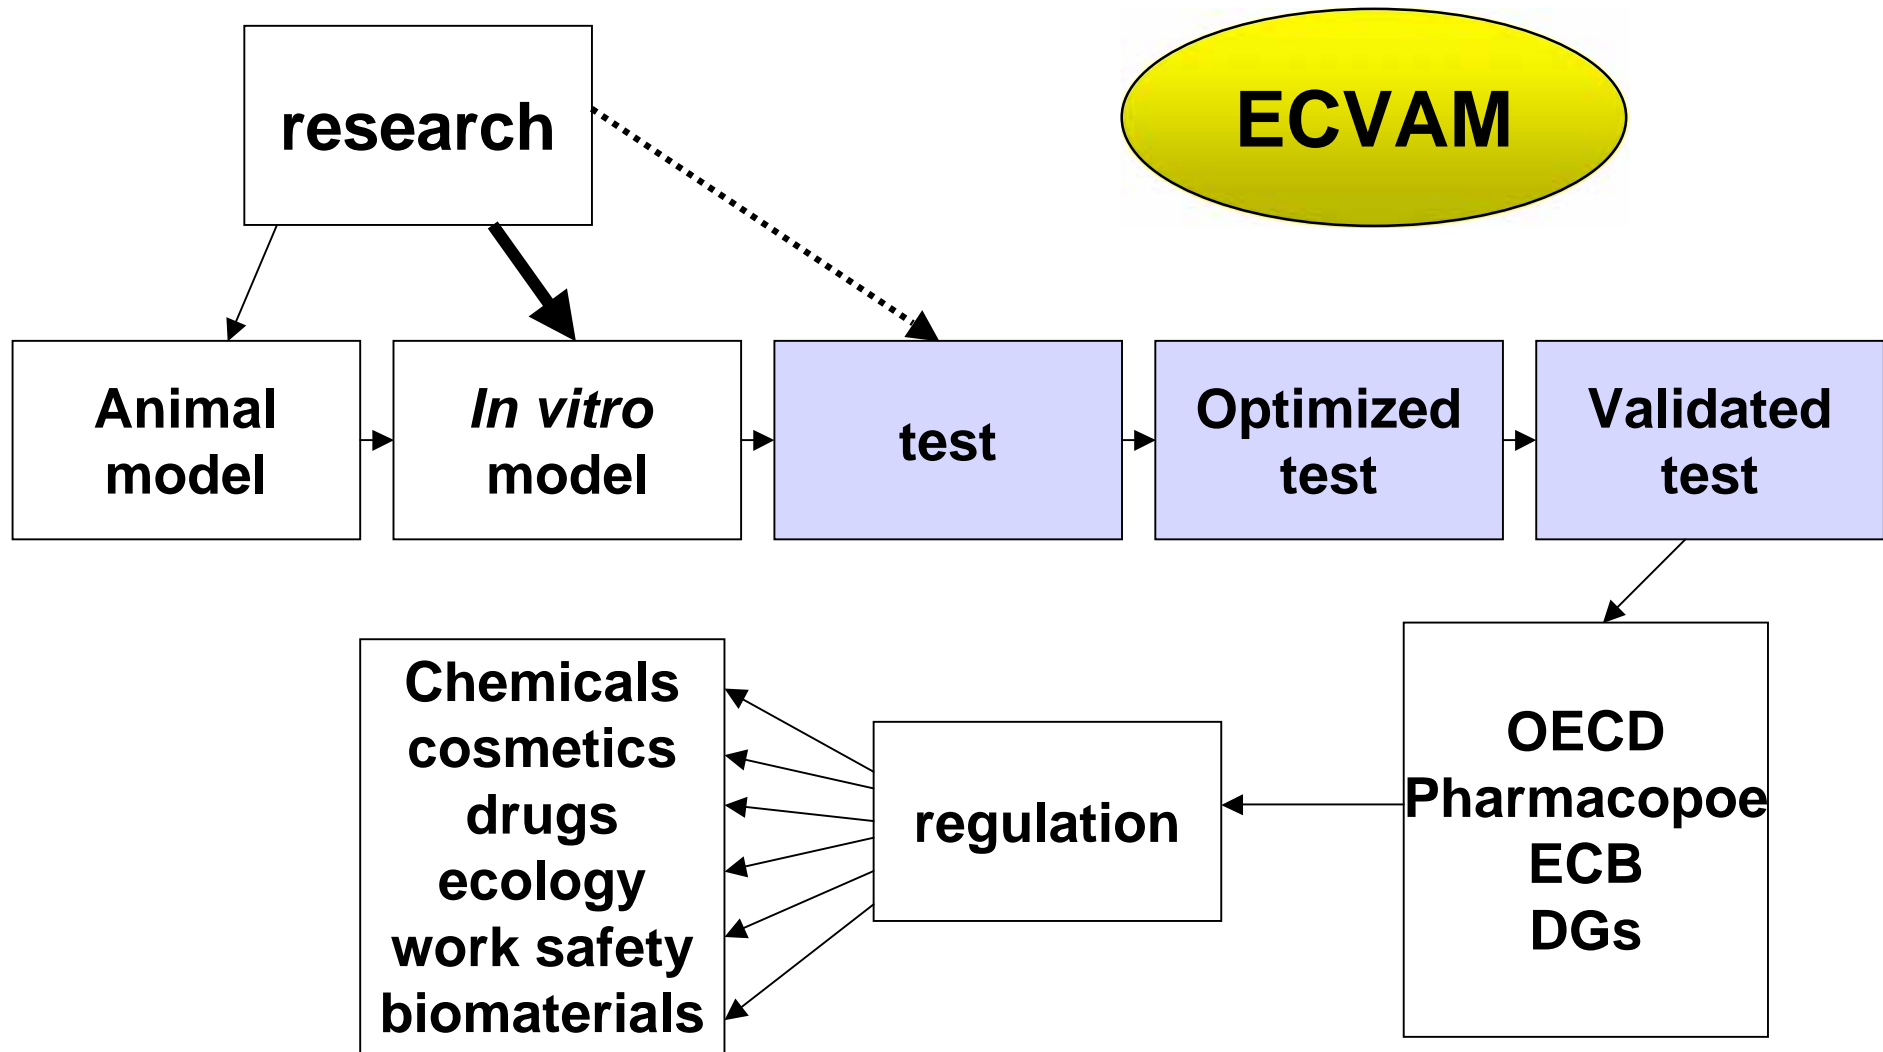 research
ECVAM
Animal
model
In vitro
model
test
Optimized
test
Validated
test
Chemicals
cosmetics
drugs
ecology
work safety
biomaterials
regulation
OECD
Pharmacopoe
ECB
DGs